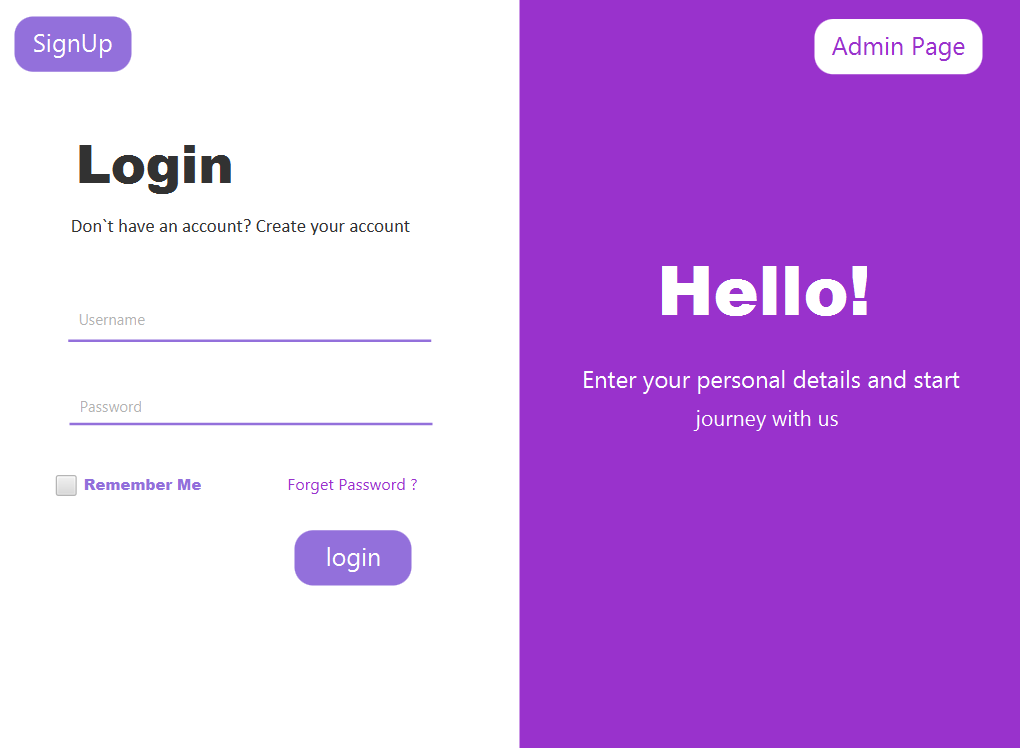 SignUp
Admin Page
Login
Don`t have an account? Create your account
Username
Password
Remember Me
Forget Password ?
login
Hello!
Enter your personal details and start
journey with us